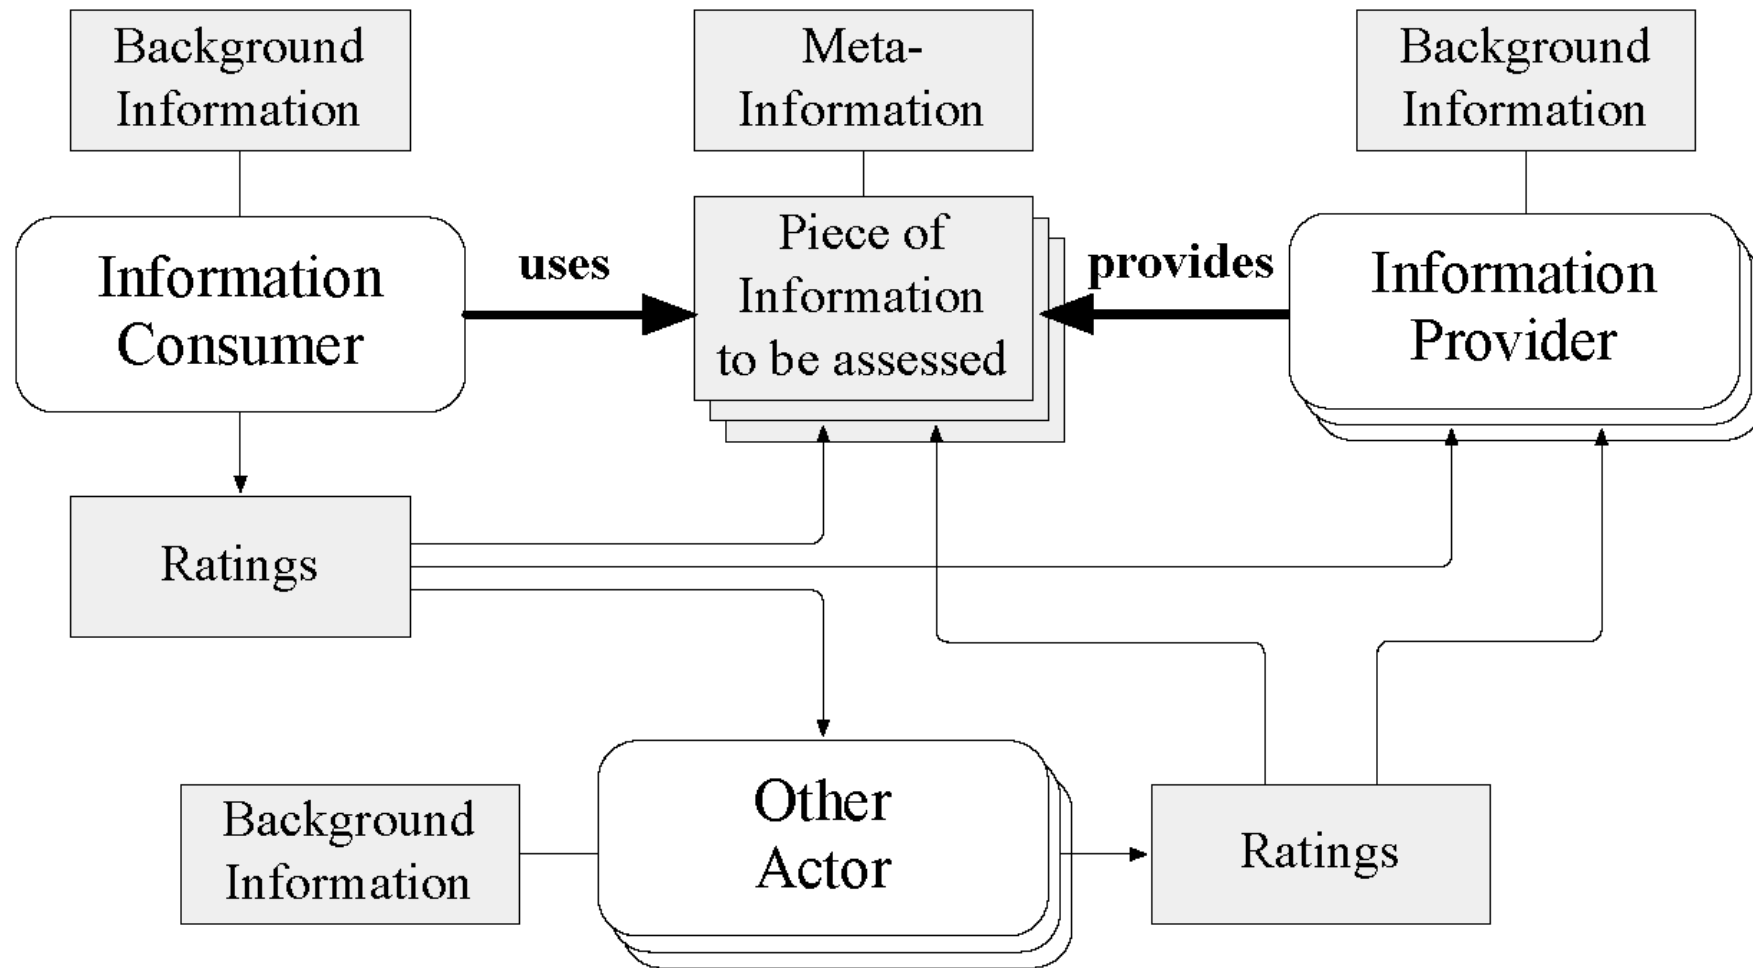 Background
Information
Meta-
Information
Background
Information
Information
Consumer
uses
Piece of
Information
to be assessed
provides
Information
Provider
Ratings
Background
Information
Other
Actor
Ratings